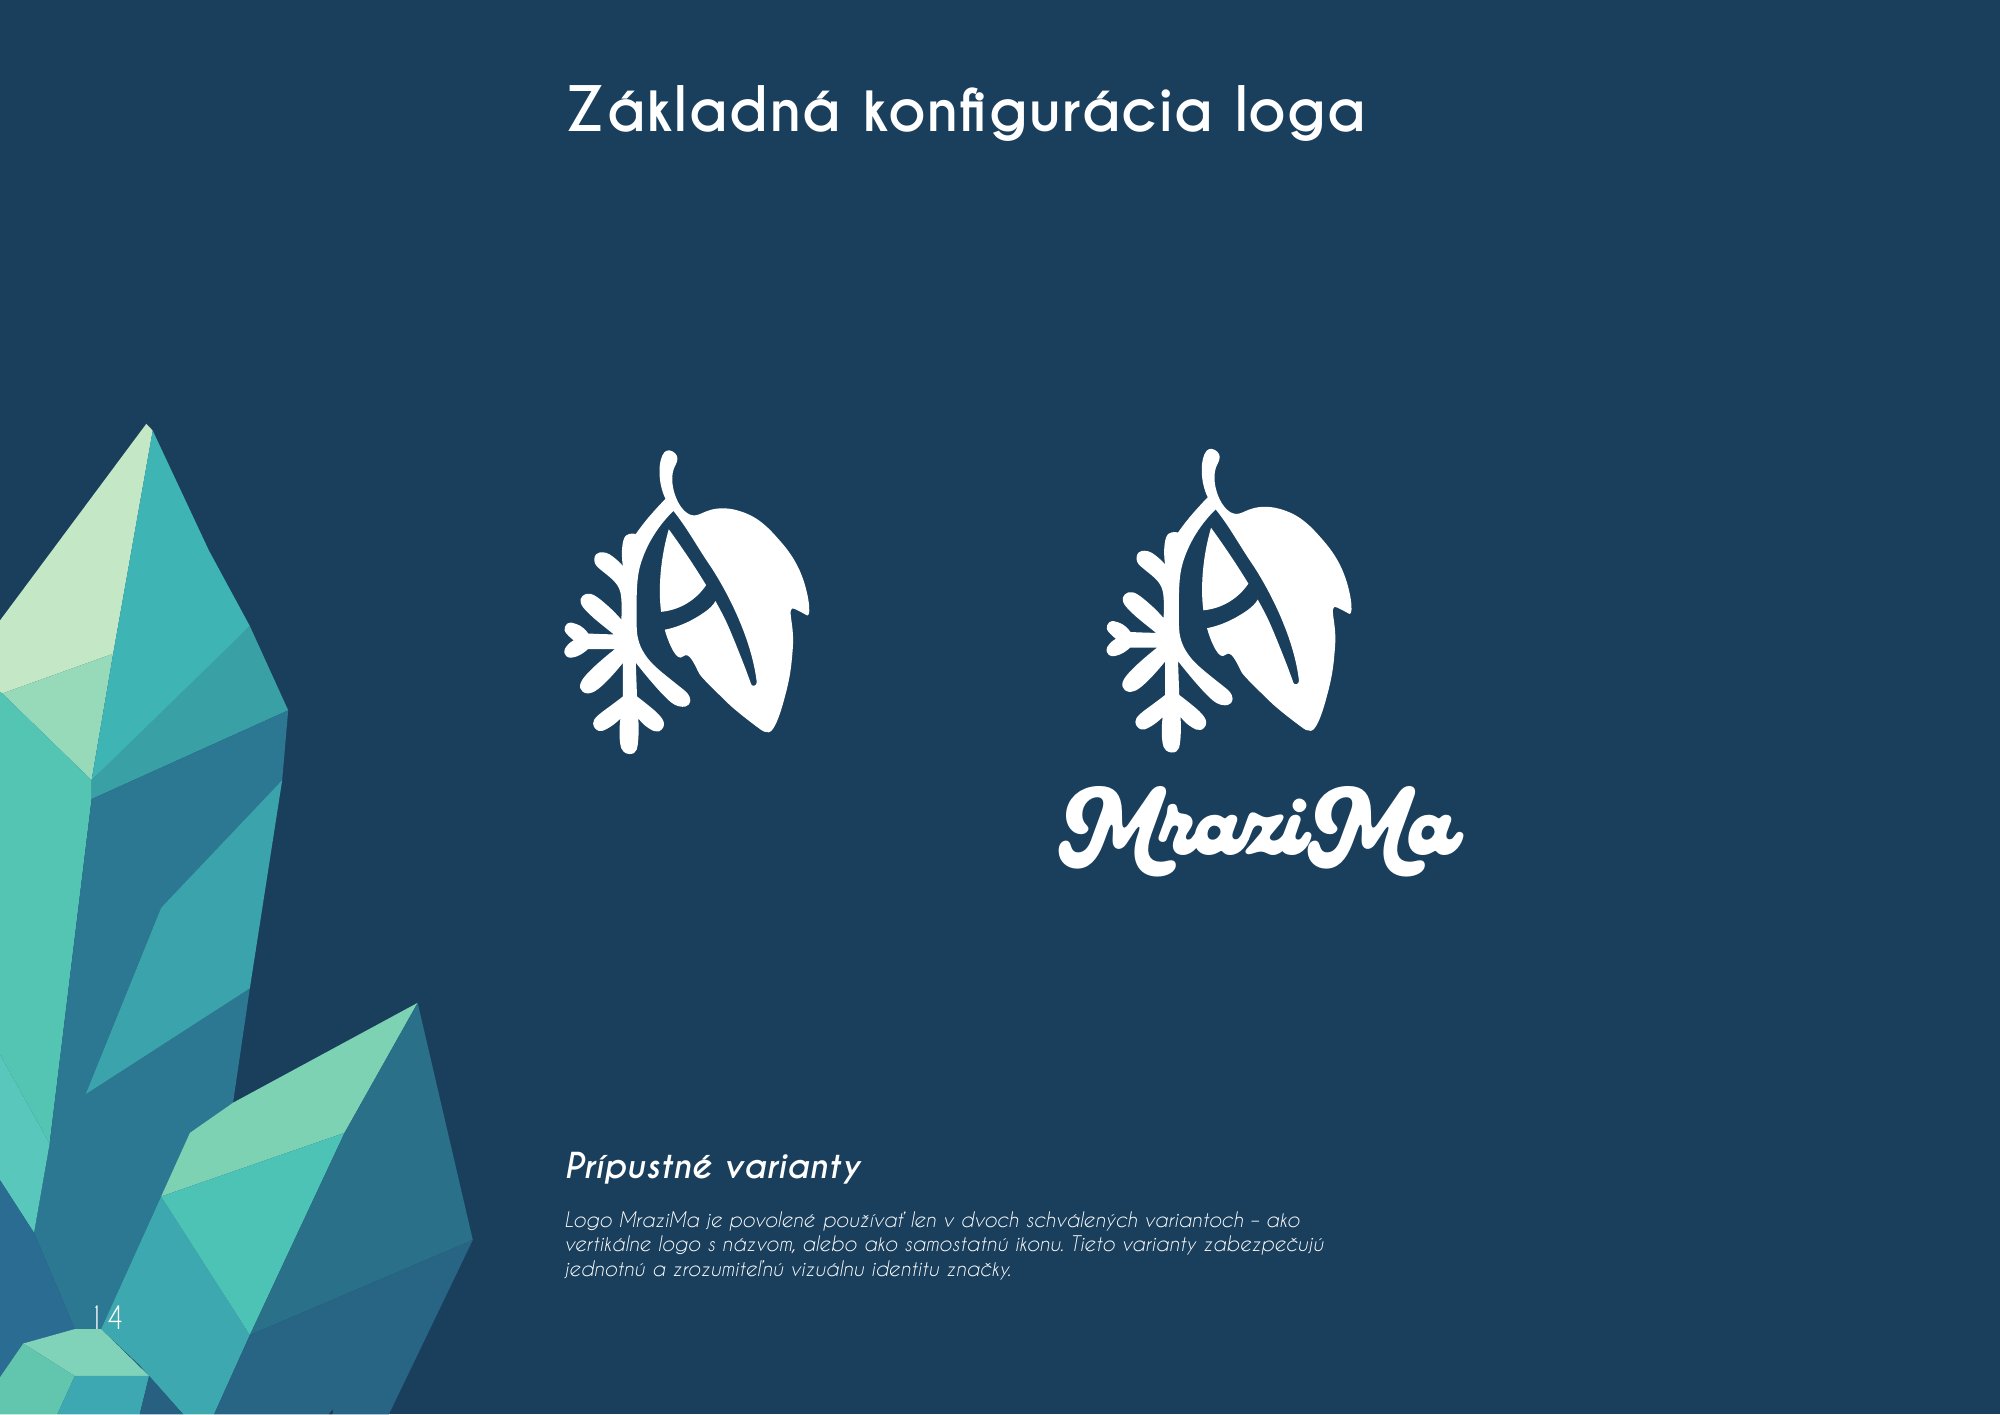 Základná konfigurácia loga
MraziMa
Prípustné varianty
Logo MraziMa je povolené používať len v dvoch schválených variantoch – ako
vertikálne logo s názvom, alebo ako samostatnú ikonu. Tieto varianty zabezpečujú
jednotnú a zrozumiteľnú vizuálnu identitu značky.
14